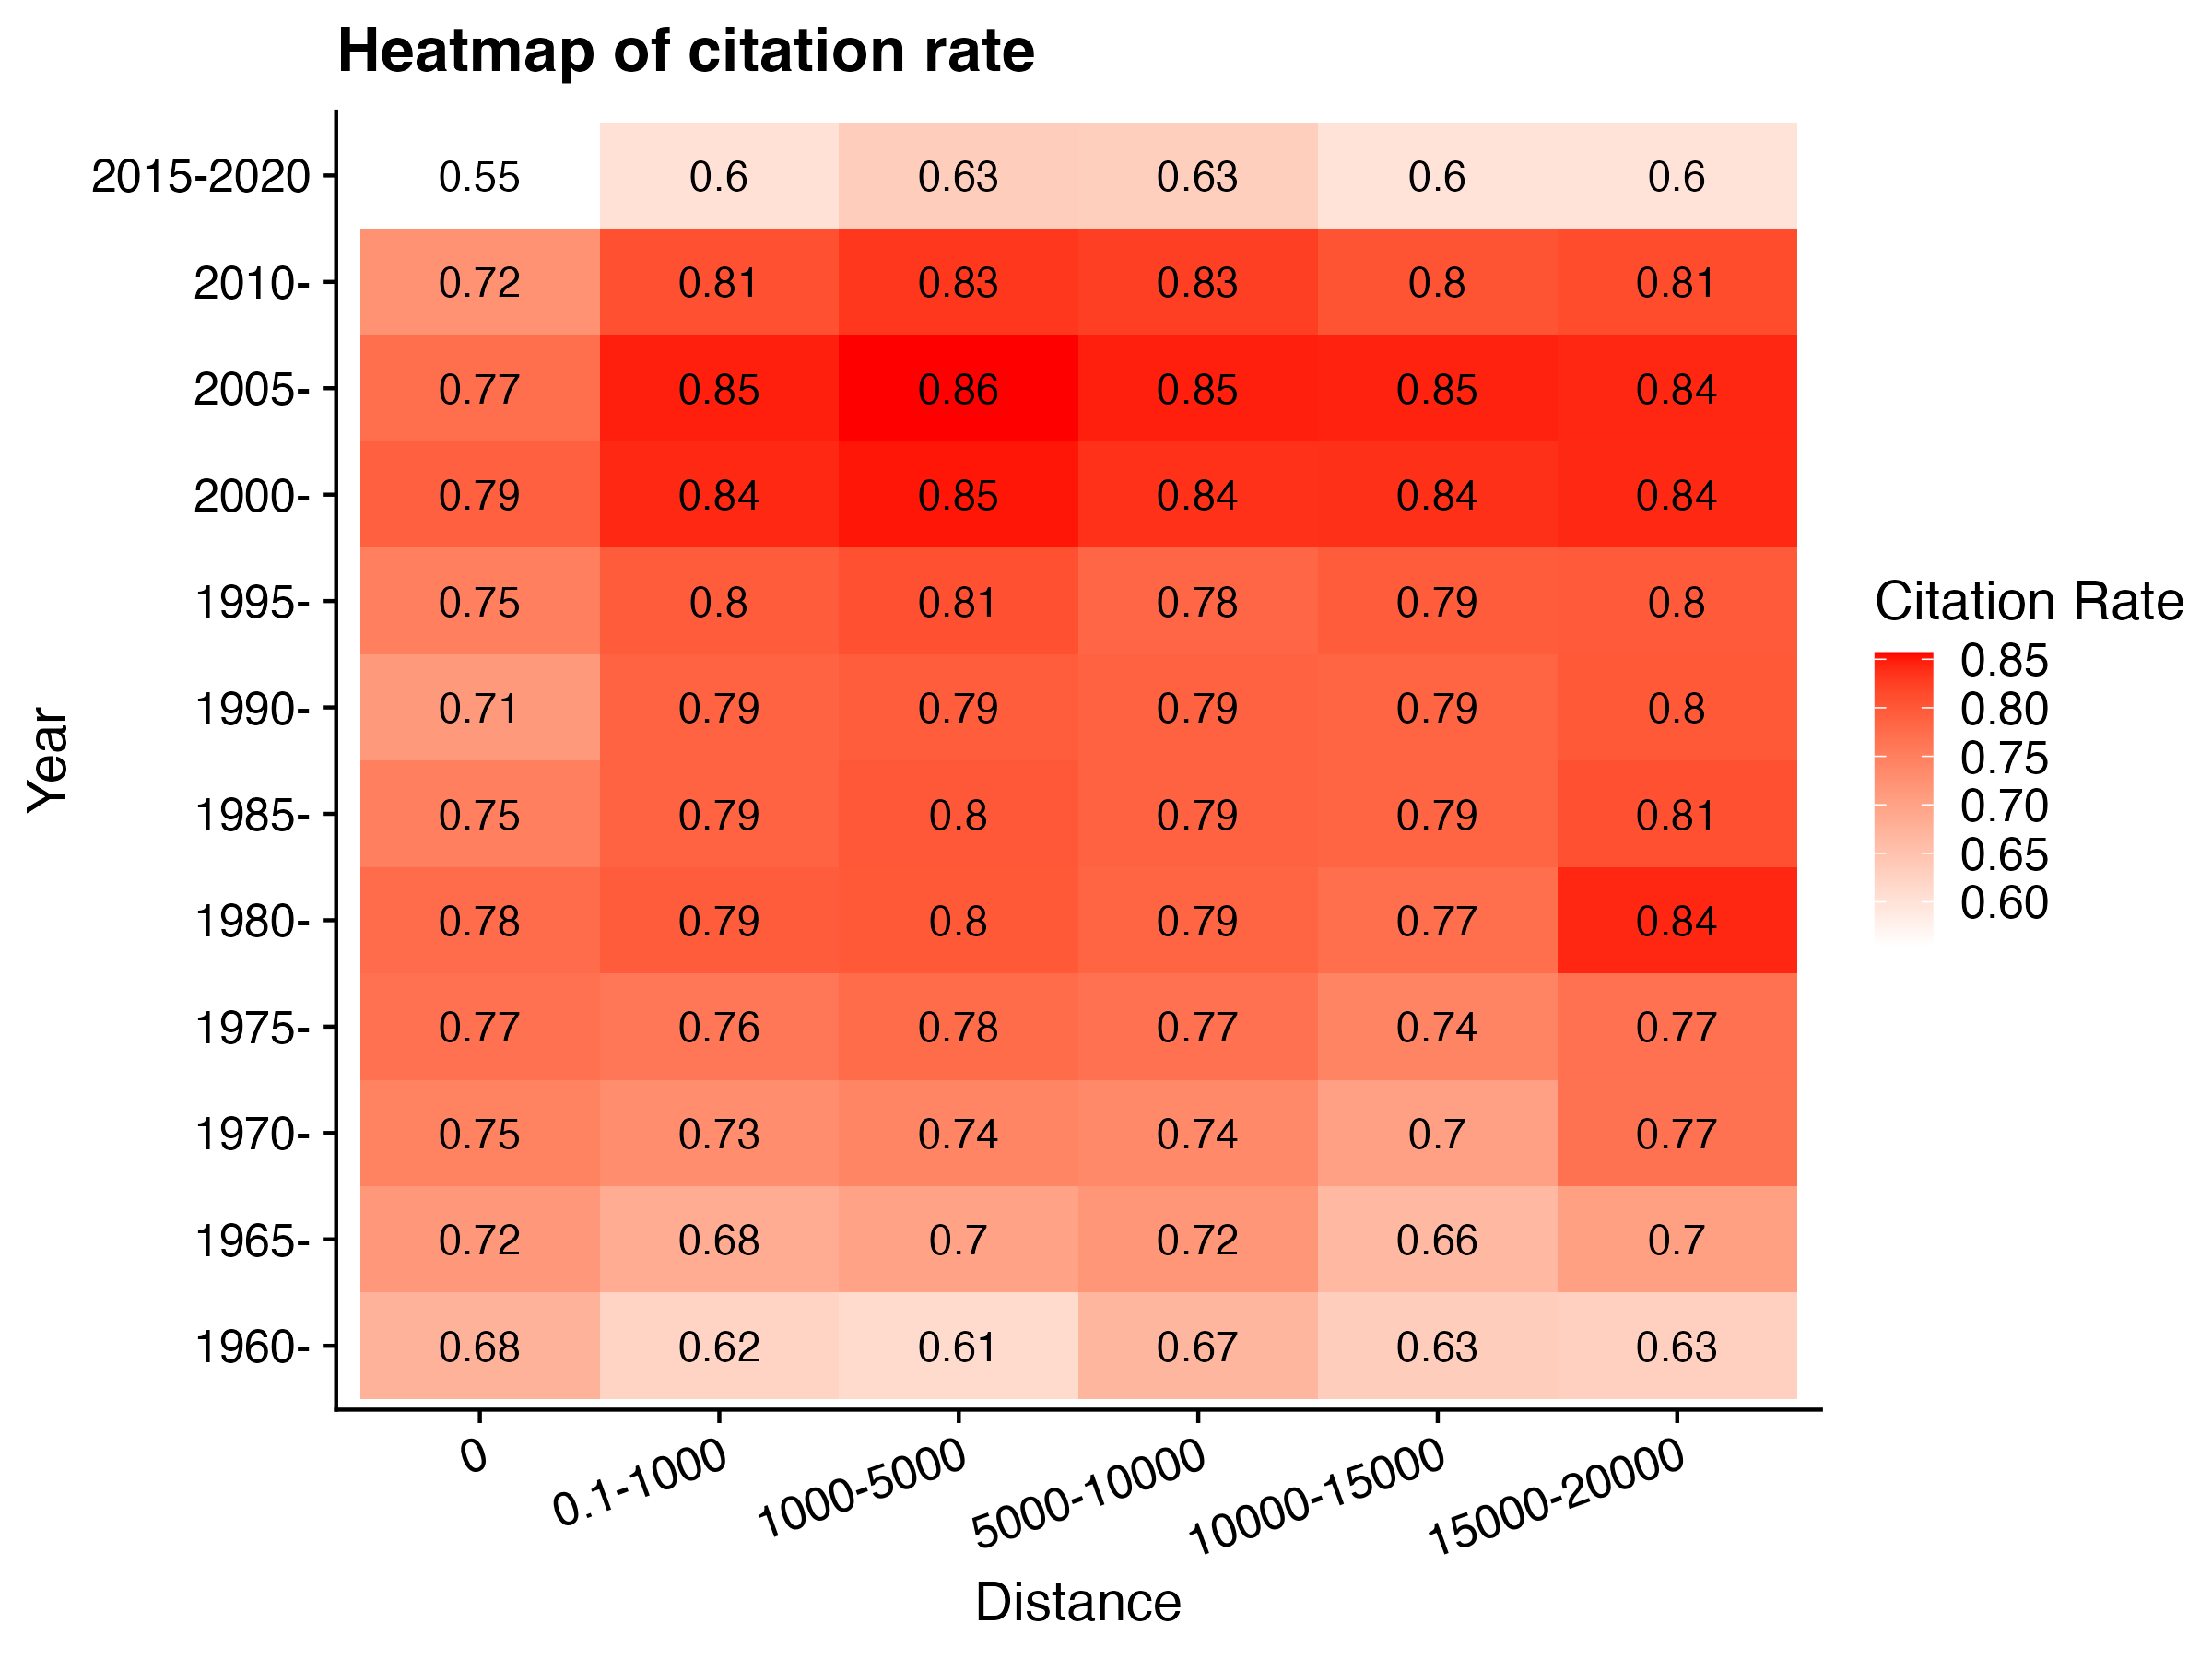 Heatmap of citation rate
2015-2020 0.55 0.6 0.63 0.63 0.6 0.6
2010- 0.72 0.81 0.83 0.83 0.8 0.81
2005- 0.77 0.85 0.86 0.85 0.85 0.84
2000- 0.79 0.84 0.85 0.84 0.84 0.84
1995- 0.75 0.8 0.81 0.78 0.79 0.8
1990- 0.71 0.79 0.79 0.79 0.79 0.8
1985- 0.75 0.79 0.8 0.79 0.79 0.81
1980- 0.78 0.79 0.8 0.79 0.77 0.84
1975- 0.77 0.76 0.78 0.77 0.74 0.77
1970- 0.75 0.73 0.74 0.74 0.7 0.77
1965- 0.72 0.68 0.7 0.72 0.66 0.7
1960- 0.68 0.62 0.61 0.67 0.63 0.63
0 0.1-1000 1000-5000 5000-10000 10000-15000 15000-20000
Distance
Year
Citation Rate
0.85
0.80
0.75
0.70
0.65
0.60